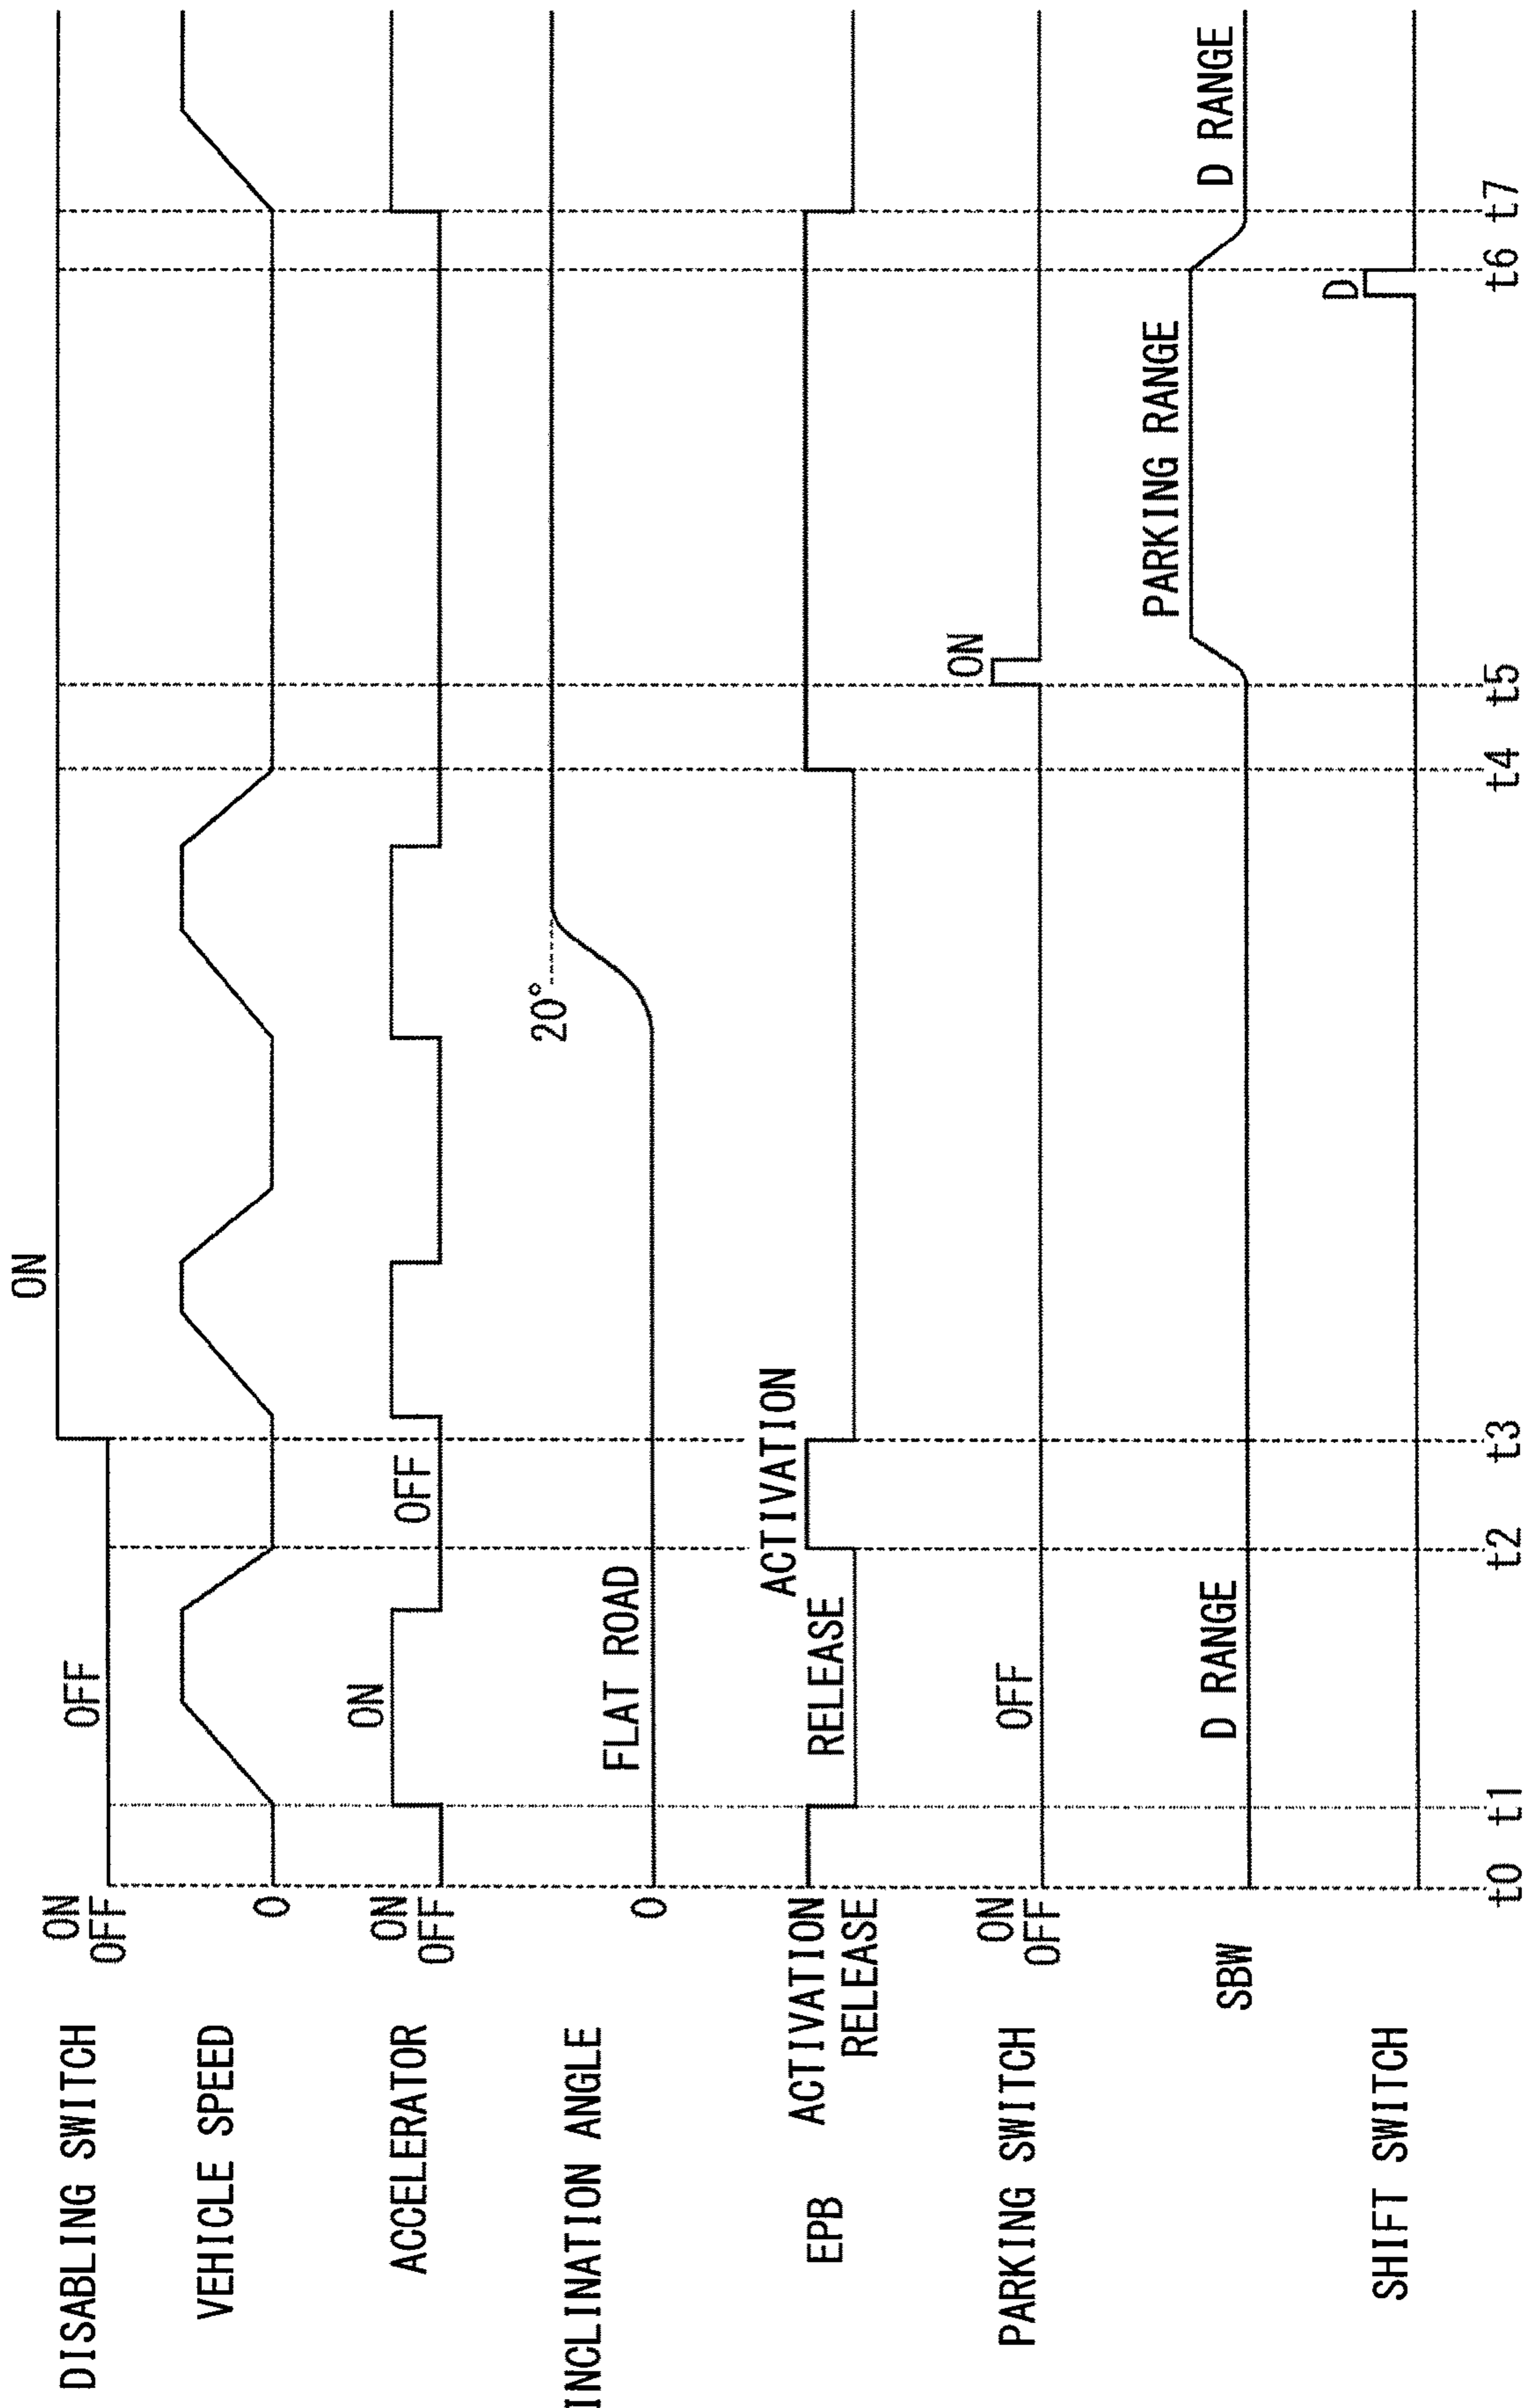 DISABLING SWITCH
ON
OFF
OFF
ON
VEHICLE SPEED
0
ACCELERATOR
ON
OFF
ON
OFF
INCLINATION ANGLE
0
FLAT ROAD
20°
EPB
ACTIVATION
RELEASE
RELEASE
ACTIVATION
PARKING SWITCH
ON
OFF
OFF
ON
SBW
D RANGE
PARKING RANGE
D RANGE
SHIFT SWITCH
D
t0 t1 t2 t3 t4 t5 t6 t7